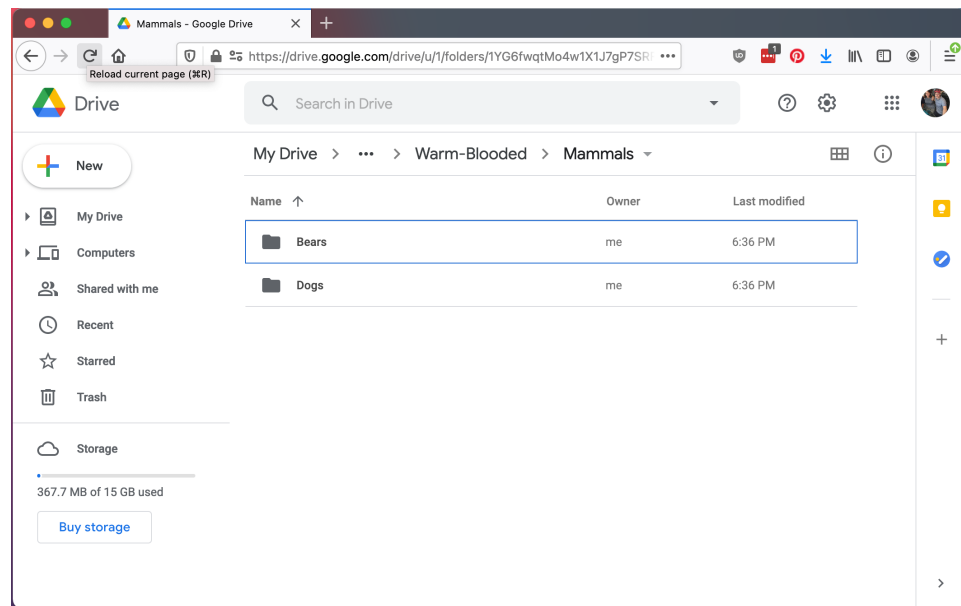 Mammals - Google Drive
https://drive.google.com/drive/u/1/folders/1YG6fwqtMo4w1X1J7gP7SR
1
Reload current page (⌘R)
Drive
Search in Drive
New
My Drive > ••• > Warm-Blooded > Mammals
31
Name Owner Last modified
My Drive
Bears me 6:36 PM
Computers
Dogs me 6:36 PM
Shared with me
Recent
Starred
Trash
Storage
367.7 MB of 15 GB used
Buy storage